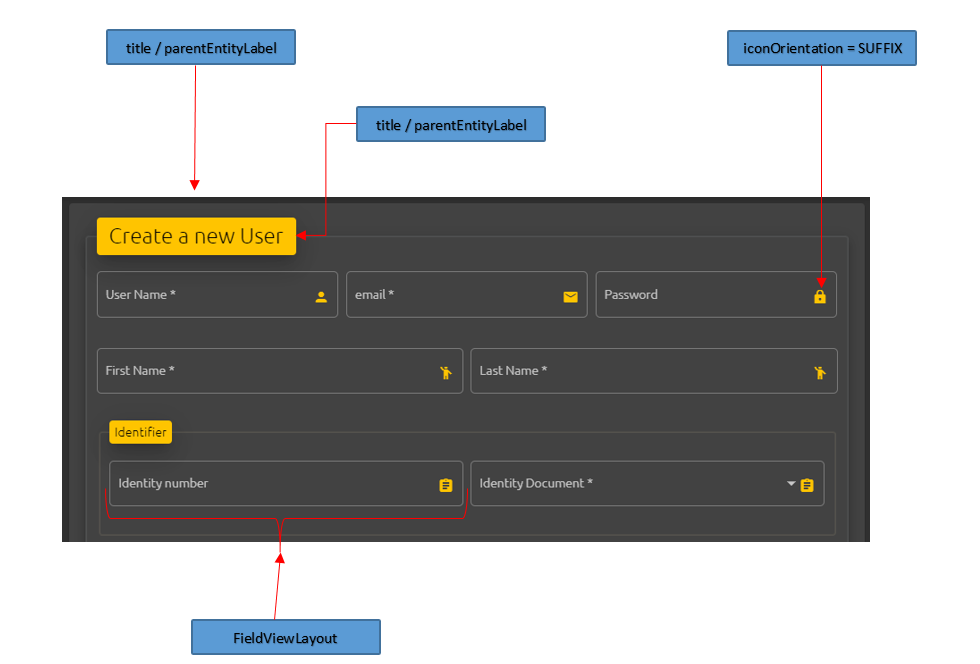 title / parentEntityLabel
iconOrientation = SUFFIX
title / parentEntityLabel
Create a new User
User Name *
email *
Password
First Name *
Last Name *
Identifier
Identity number
Identity Document *
FieldViewLayout